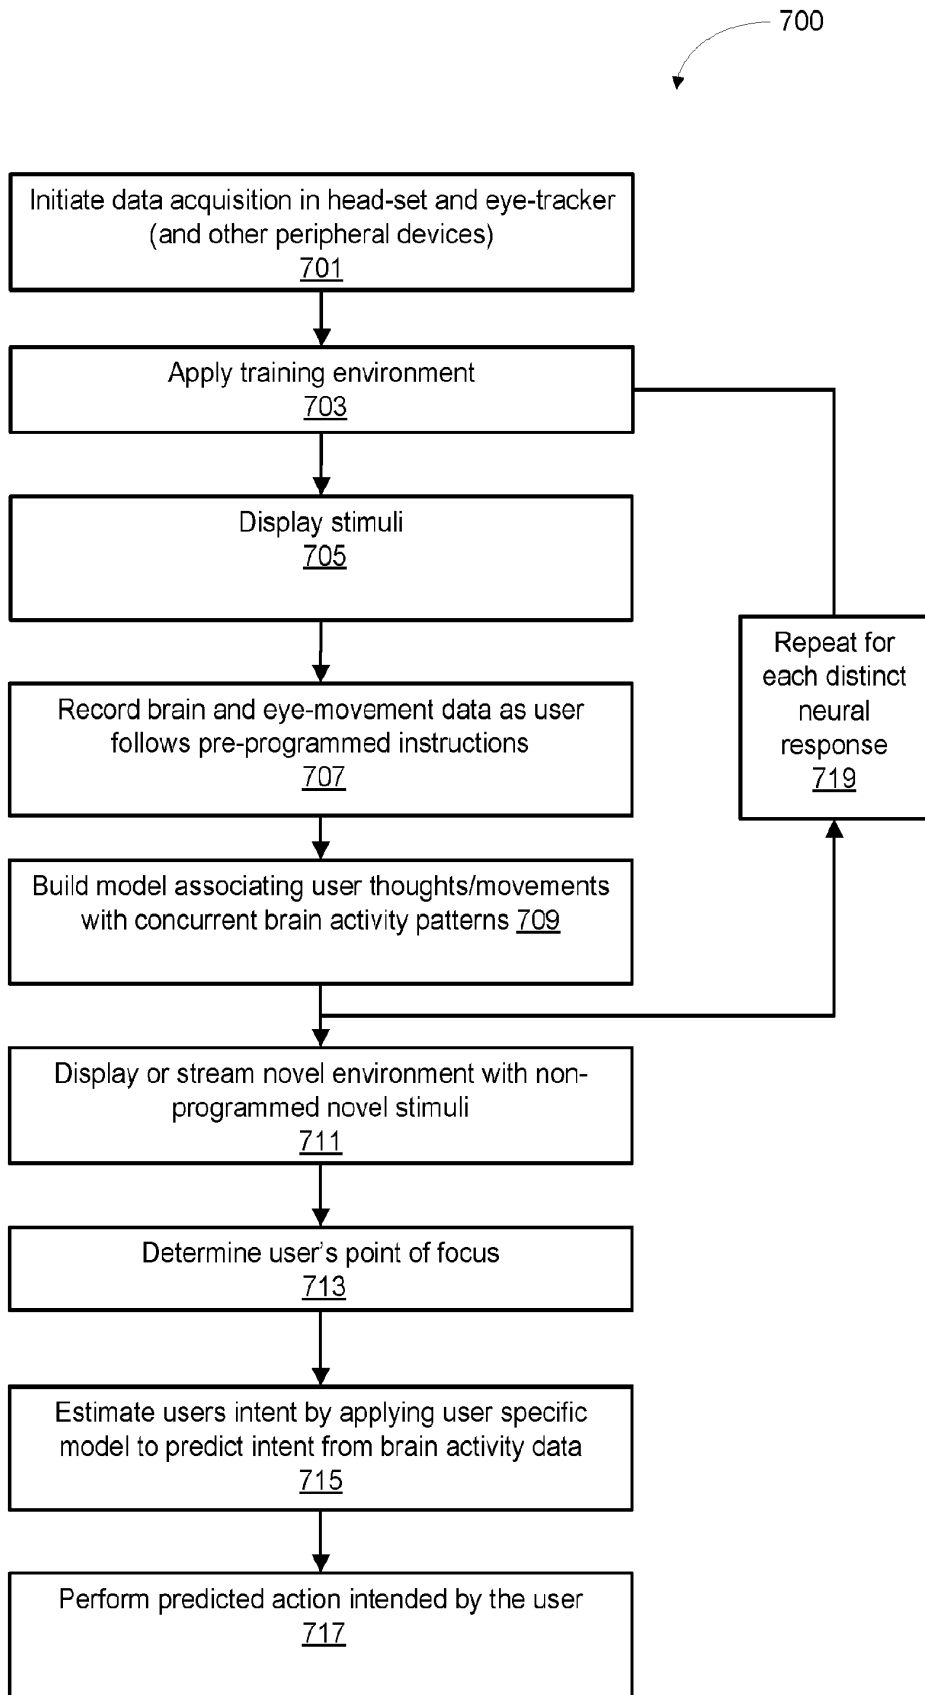 700
Initiate data acquisition in head-set and eye-tracker
(and other peripheral devices)
701
Apply training environment
703
Display stimuli
705
Record brain and eye-movement data as user
follows pre-programmed instructions
707
Build model associating user thoughts/movements
with concurrent brain activity patterns 709
Repeat for
each distinct
neural
response
719
Display or stream novel environment with non-
programmed novel stimuli
711
Determine user’s point of focus
713
Estimate users intent by applying user specific
model to predict intent from brain activity data
715
Perform predicted action intended by the user
717